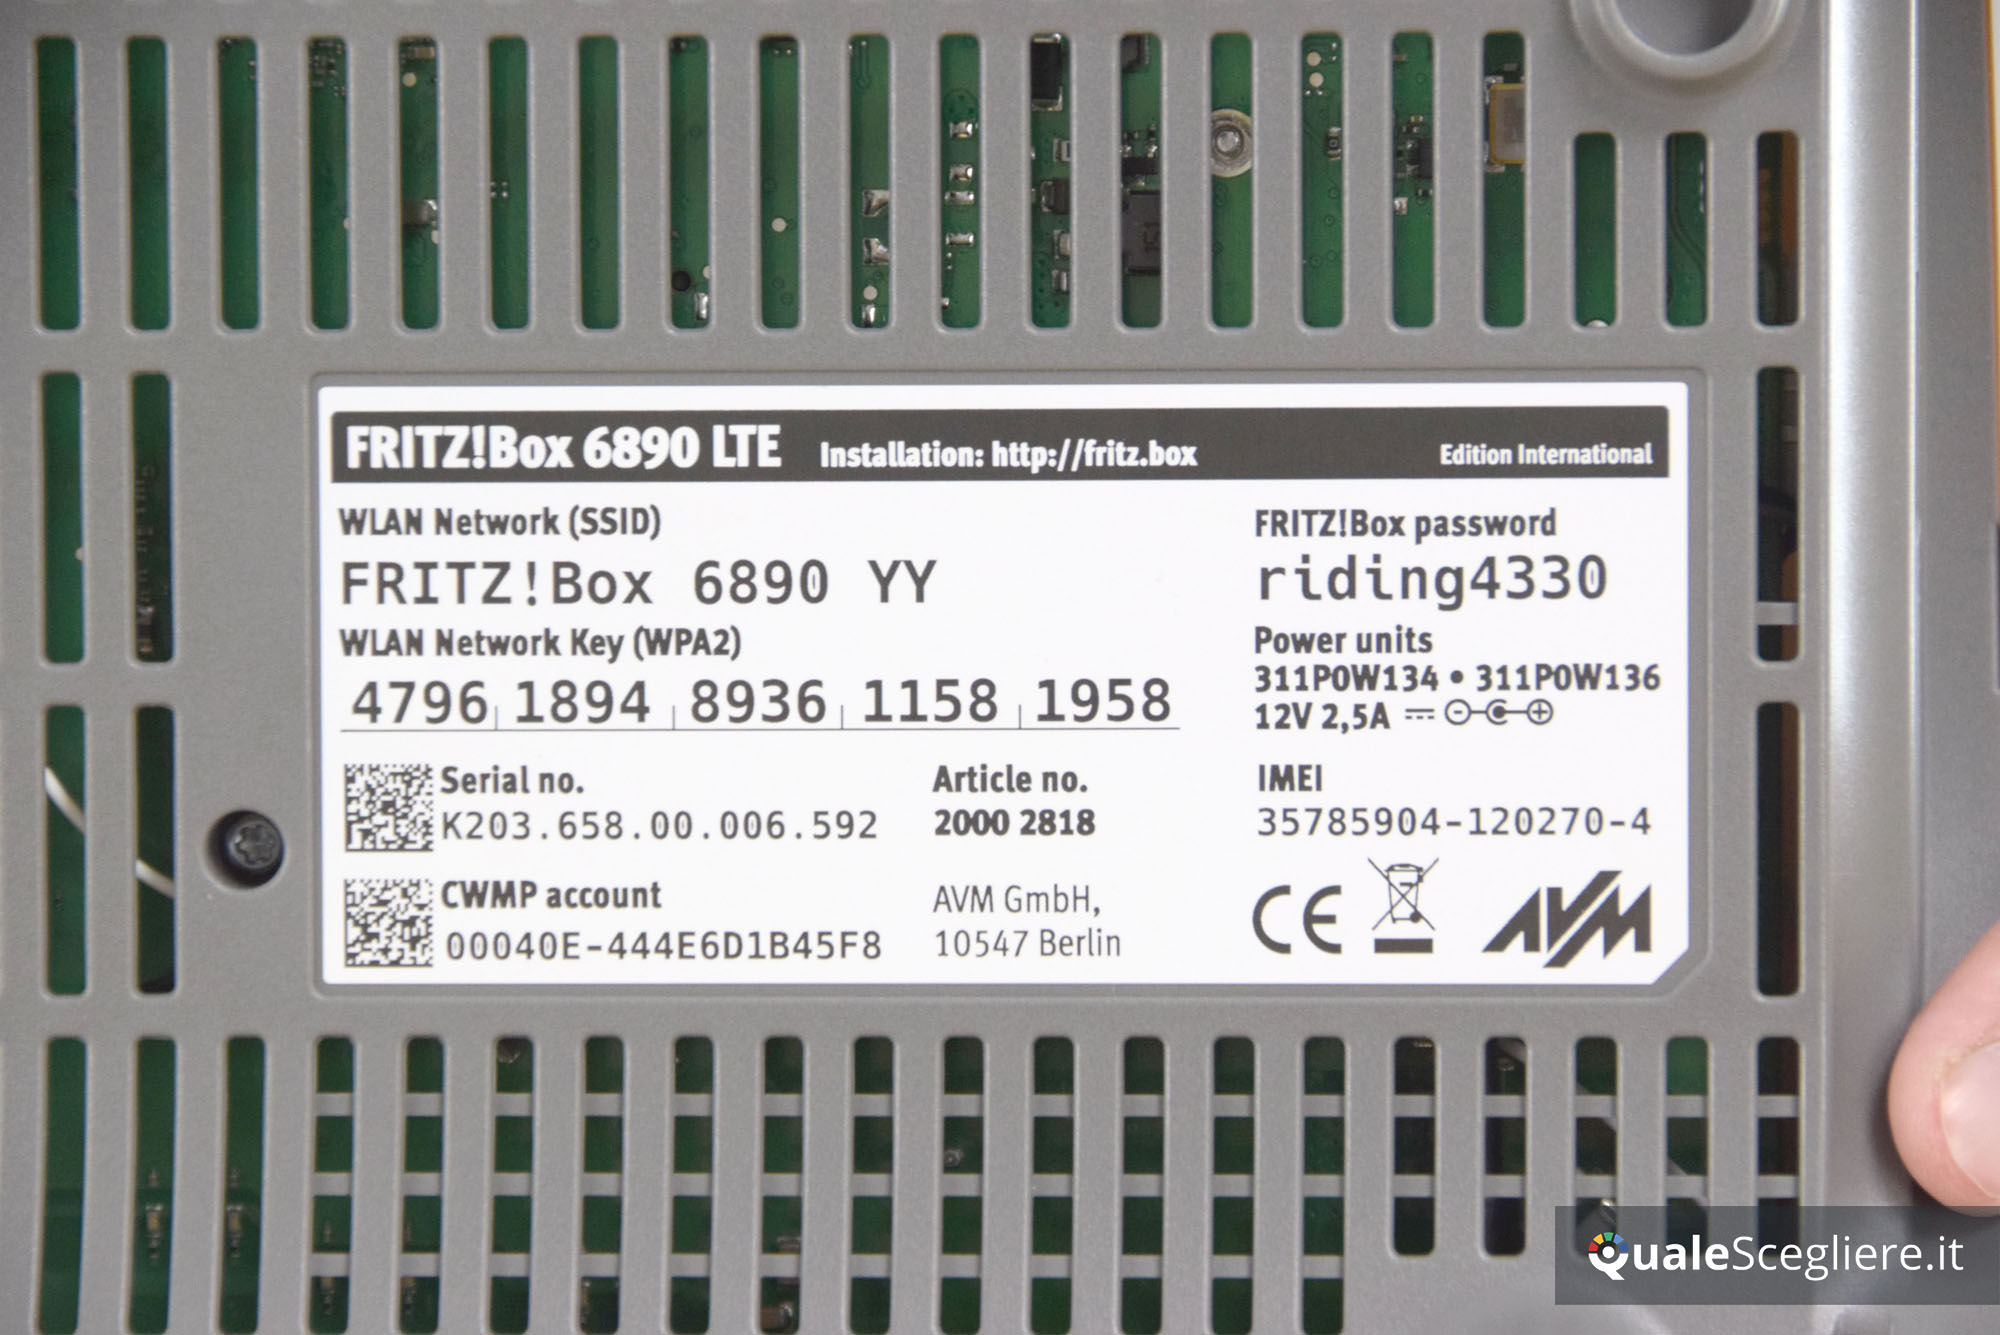 FRITZ!Box 6890 LTE Installation: http://fritz.box Edition International
WLAN Network (SSID)
FRITZ!Box 6890 YY
WLAN Network Key (WPA2)
4796 1894 8936 1158 1958
FRITZ!Box password
riding4330
Power units
311P0W134 • 311P0W136
12V 2,5A
Serial no.
K203.658.00.006.592
Article no.
2000 2818
IMEI
35785904-120270-4
CWMP account
00040E-444E6D1B45F8
AVM GmbH,
10547 Berlin
CE
AVM
QualeScegliere.it